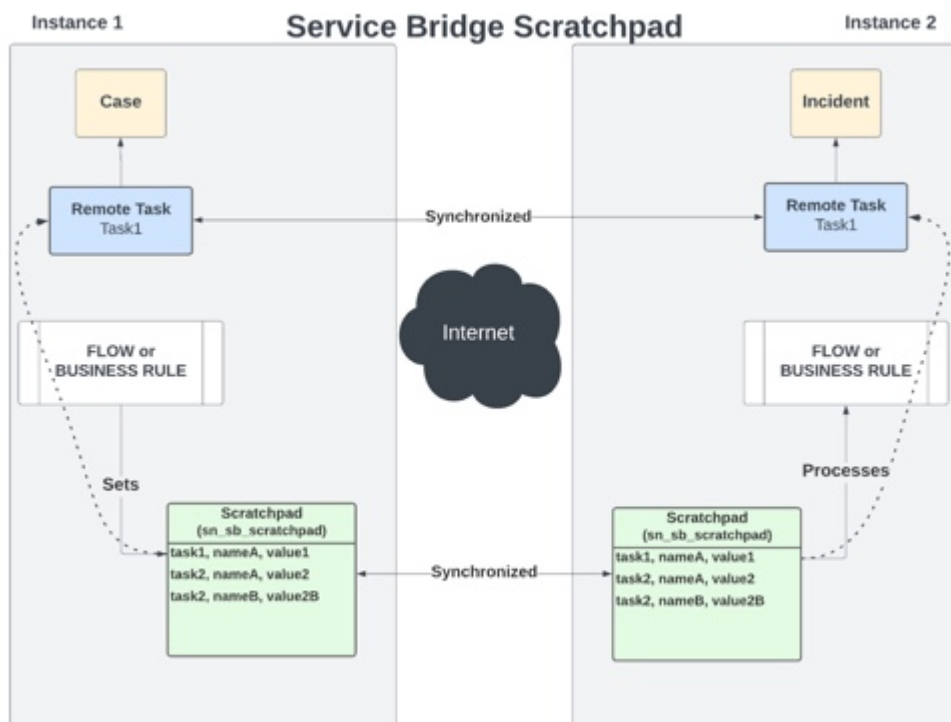 Instance 1
Service Bridge Scratchpad
Instance 2
Case
Incident
Remote Task
Task1
Synchronized
Remote Task
Task1
Internet
FLOW or
BUSINESS RULE
FLOW or
BUSINESS RULE
Sets
Processes
Scratchpad
(sn_sb_scratchpad)
task1, nameA, value1
task2, nameA, value2
task2, nameB, value2B
Synchronized
Scratchpad
(sn_sb_scratchpad)
task1, nameA, value1
task2, nameA, value2
task2, nameB, value2B